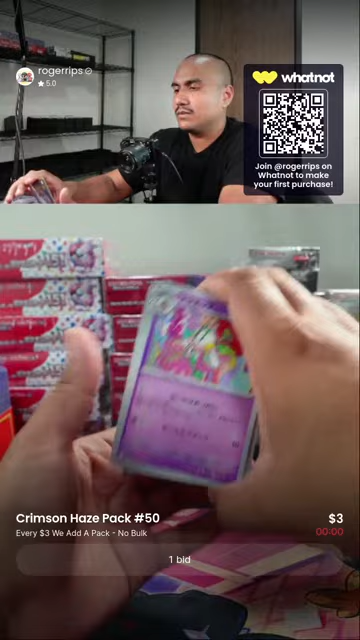 rogerrips
5.0
whatnot
Join @rogerrips on
Whatnot to make
your first purchase!
Crimson Haze Pack #50
$3
Every $3 We Add A Pack - No Bulk
00:00
1 bid